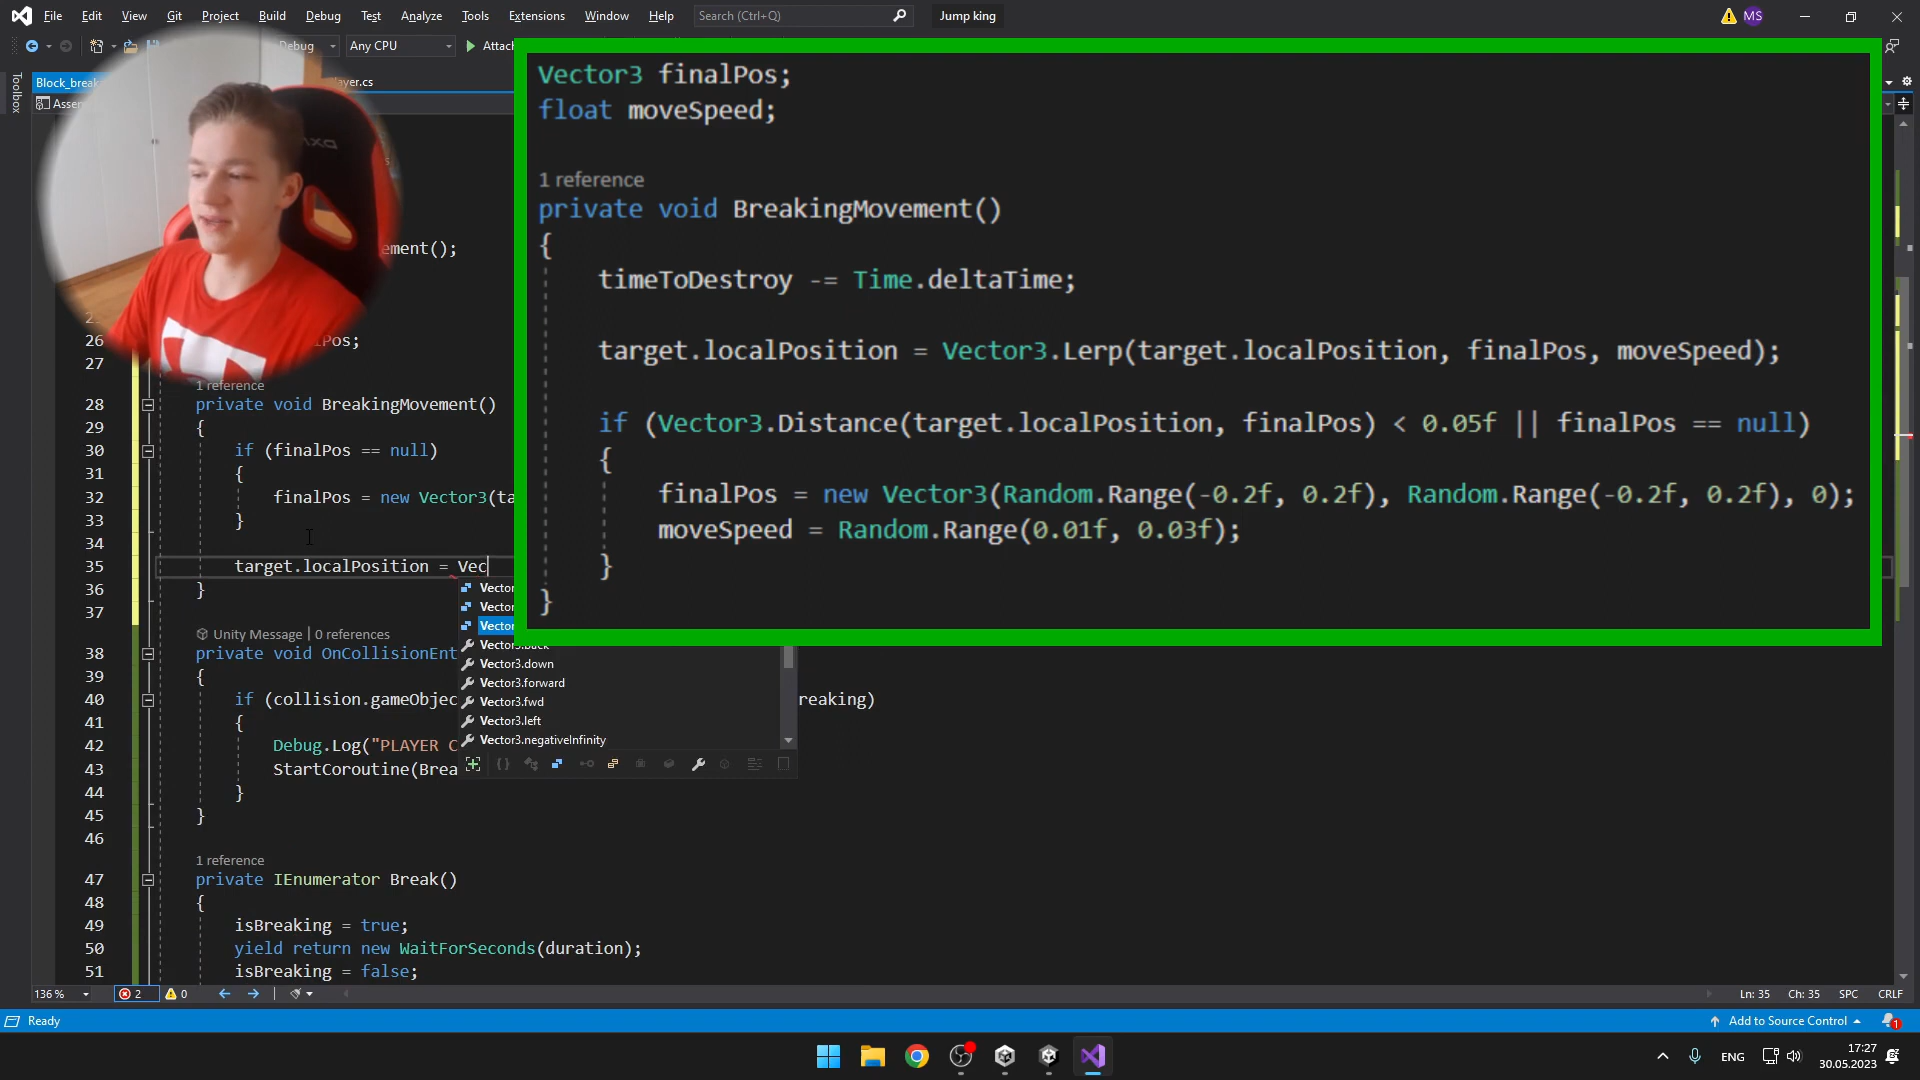 File Edit View Git Project Build Debug Test Analyze Tools Extensions Window Help Search (Ctrl+Q) Jump king MS
Debug Any CPU Attach
Toolbox
Block_break
Player.cs
Assem
Vector3 finalPos;
float moveSpeed;
1 reference
private void BreakingMovement()
{
timeToDestroy -= Time.deltaTime;
target.localPosition = Vector3.Lerp(target.localPosition, finalPos, moveSpeed);
if (Vector3.Distance(target.localPosition, finalPos) < 0.05f || finalPos == null)
{
finalPos = new Vector3(Random.Range(-0.2f, 0.2f), Random.Range(-0.2f, 0.2f), 0);
moveSpeed = Random.Range(0.01f, 0.03f);
}
}
ement();
26 Pos;
27
1 reference
28 private void BreakingMovement()
29 {
30 if (finalPos == null)
31 {
32 finalPos = new Vector3(ta
33 }
34
35 target.localPosition = Vec
36 }
37
Vector
Vector
Vector
Vector3.back
Vector3.down
Vector3.forward
Vector3.fwd
Vector3.left
Vector3.negativeInfinity
Unity Message | 0 references
38 private void OnCollisionEnt
39 {
40 if (collision.gameObjec reaking)
41 {
42 Debug.Log("PLAYER C
43 StartCoroutine(Brea
44 }
45 }
46
1 reference
47 private IEnumerator Break()
48 {
49 isBreaking = true;
50 yield return new WaitForSeconds(duration);
51 isBreaking = false;
136 % 2 0 Ln: 35 Ch: 35 SPC CRLF
Ready Add to Source Control 1
ENG 17:27
30.05.2023